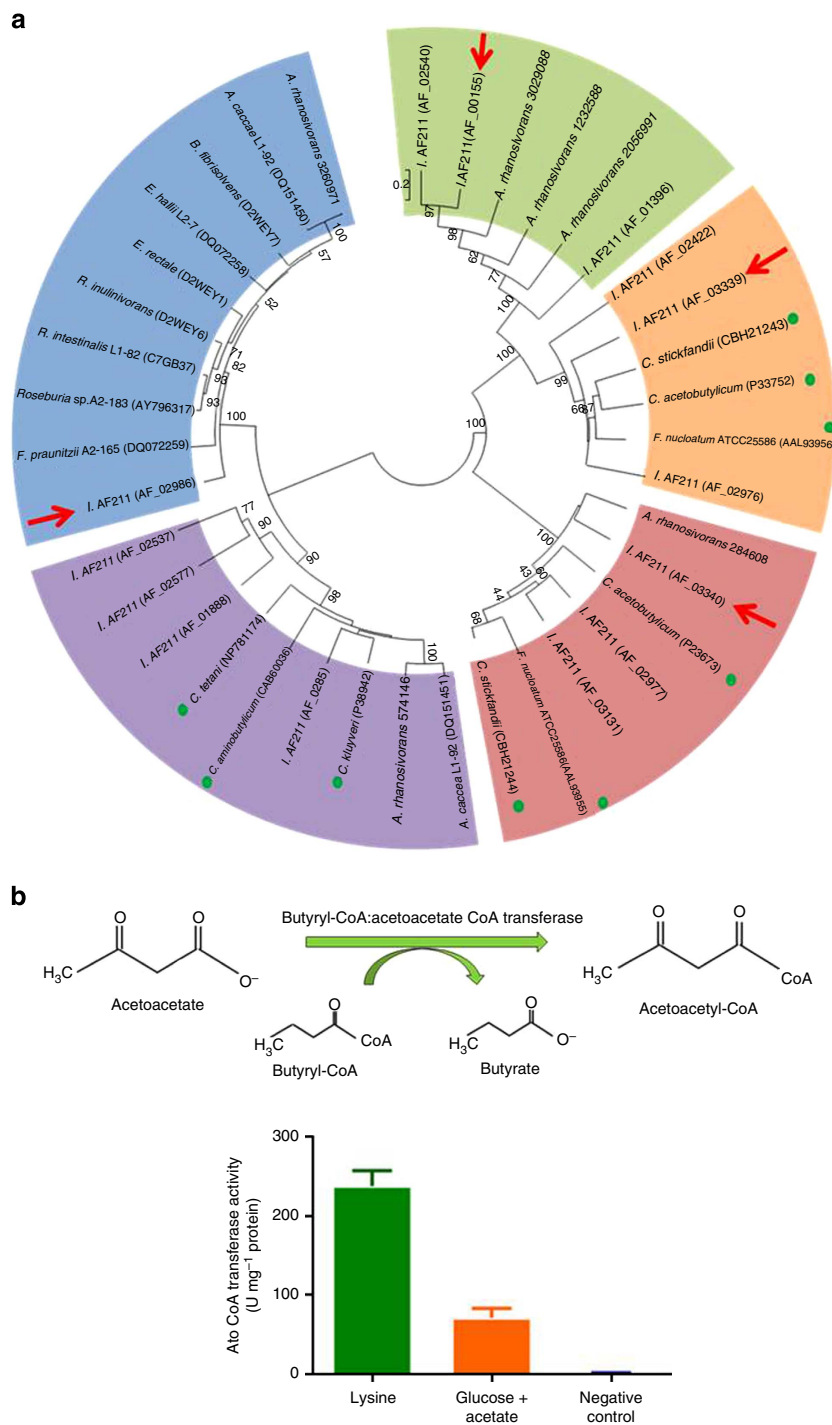 a
A. rhanosivorans 3260971
A. caccae L1-92 (DQ151450)
B. fibrisolvens (D2WEY7)
E. hallii L2-7 (DQ072258)
E. rectale (D2WEY1)
R. inulinivorans (D2WEY6)
R. intestinalis L1-82 (C7GB37)
Roseburia sp.A2-183 (AY796317)
F. praunitzii A2-165 (DQ072259)
I. AF211 (AF_02986)
100
57
52
71
82
93
93
100
0.2
I. AF211 (AF_02540)
I.AF211(AF_00155)
A. rhanosivorans 3029088
A. rhanosivorans 1232588
A. rhanosivorans 2056991
I. AF211 (AF_01396)
97
98
62
77
100
100
I. AF211 (AF_02422)
I. AF211 (AF_03339)
C. stickfandii (CBH21243)
C. acetobutylicum (P33752)
F. nucloatum ATCC25586 (AAL93956
I. AF211 (AF_02976)
99
66
67
100
A. rhanosivorans 284608
I. AF211 (AF_03340)
C. acetobutylicum (P23673)
I. AF211 (AF_02977)
I. AF211 (AF_03131)
F. nucloatum ATCC25586(AAL93955)
C. stickfandii (CBH21244)
100
60
43
44
68
I. AF211 (AF_02537)
I. AF211 (AF_02577)
I. AF211 (AF_01888)
C. tetani (NP781174)
C. aminobutylicum (CAB60036)
I. AF211 (AF_0285)
C. kluyveri (P38942)
A. rhanosivorans 574146
A. caccea L1-92 (DQ151451)
77
90
90
98
100
b
Butyryl-CoA:acetoacetate CoA transferase
O O
H3C O−
Acetoacetate
O
H3C CoA
Butyryl-CoA
O
H3C O−
Butyrate
O O
H3C CoA
Acetoacetyl-CoA
Ato CoA transferase activity
(U mg−1 protein)
300
200
100
0
Lysine
Glucose +
acetate
Negative
control